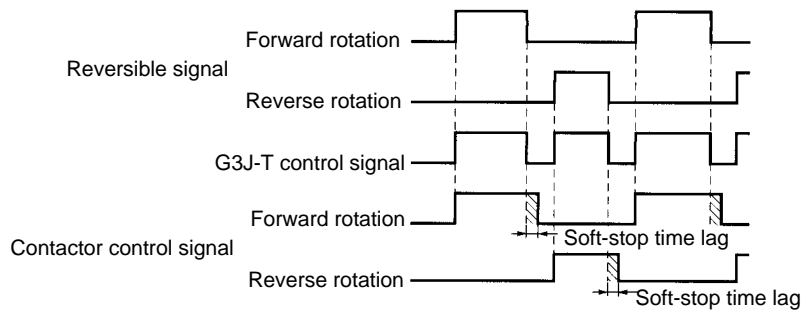 Forward rotation
Reversible signal
Reverse rotation
G3J-T control signal
Forward rotation
Soft-stop time lag
Contactor control signal
Reverse rotation
Soft-stop time lag